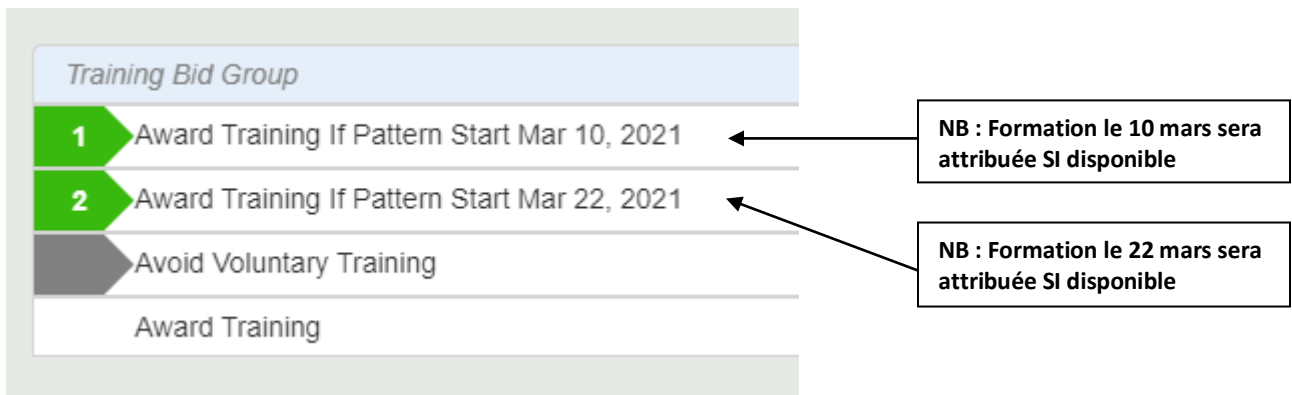 Training Bid Group
1 Award Training If Pattern Start Mar 10, 2021
NB : Formation le 10 mars sera
attribuée SI disponible
2 Award Training If Pattern Start Mar 22, 2021
Avoid Voluntary Training
NB : Formation le 22 mars sera
attribuée SI disponible
Award Training